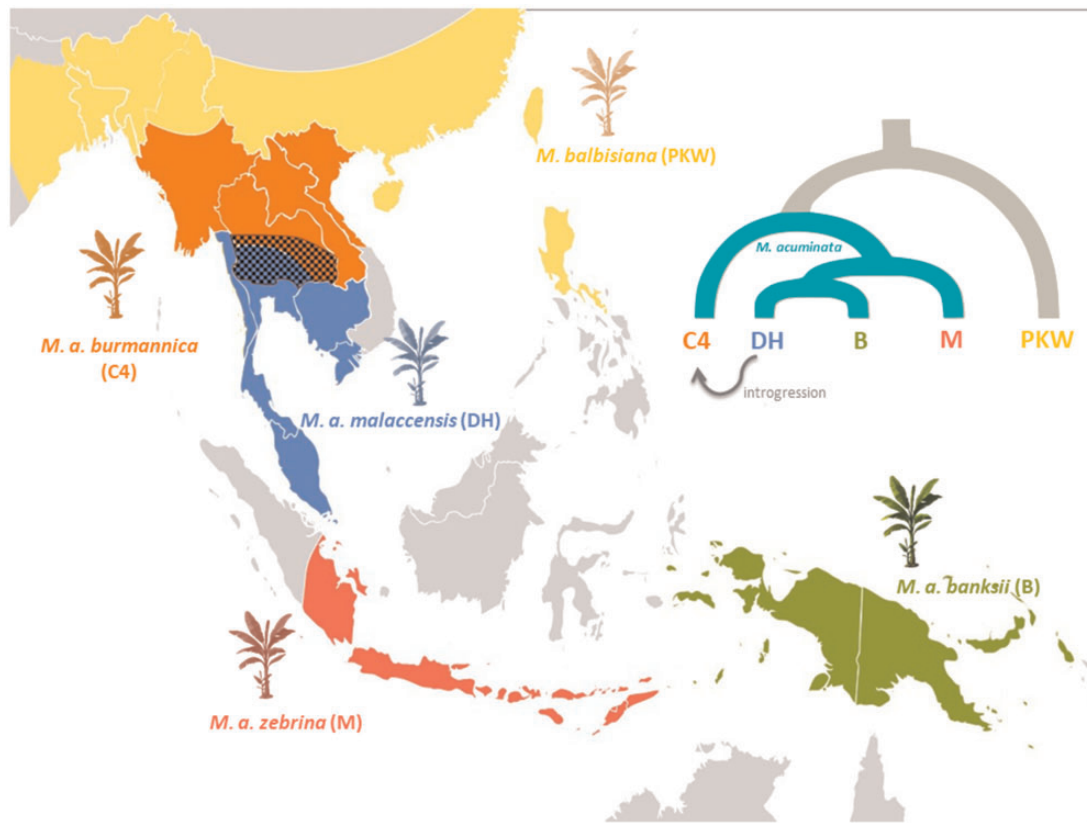 M. balbisiana (PKW)
M. acuminata
M. a. burmannica
(C4)
C4 DH B M PKW
introgression
M. a. malaccensis (DH)
M. a. banksii (B)
M. a. zebrina (M)